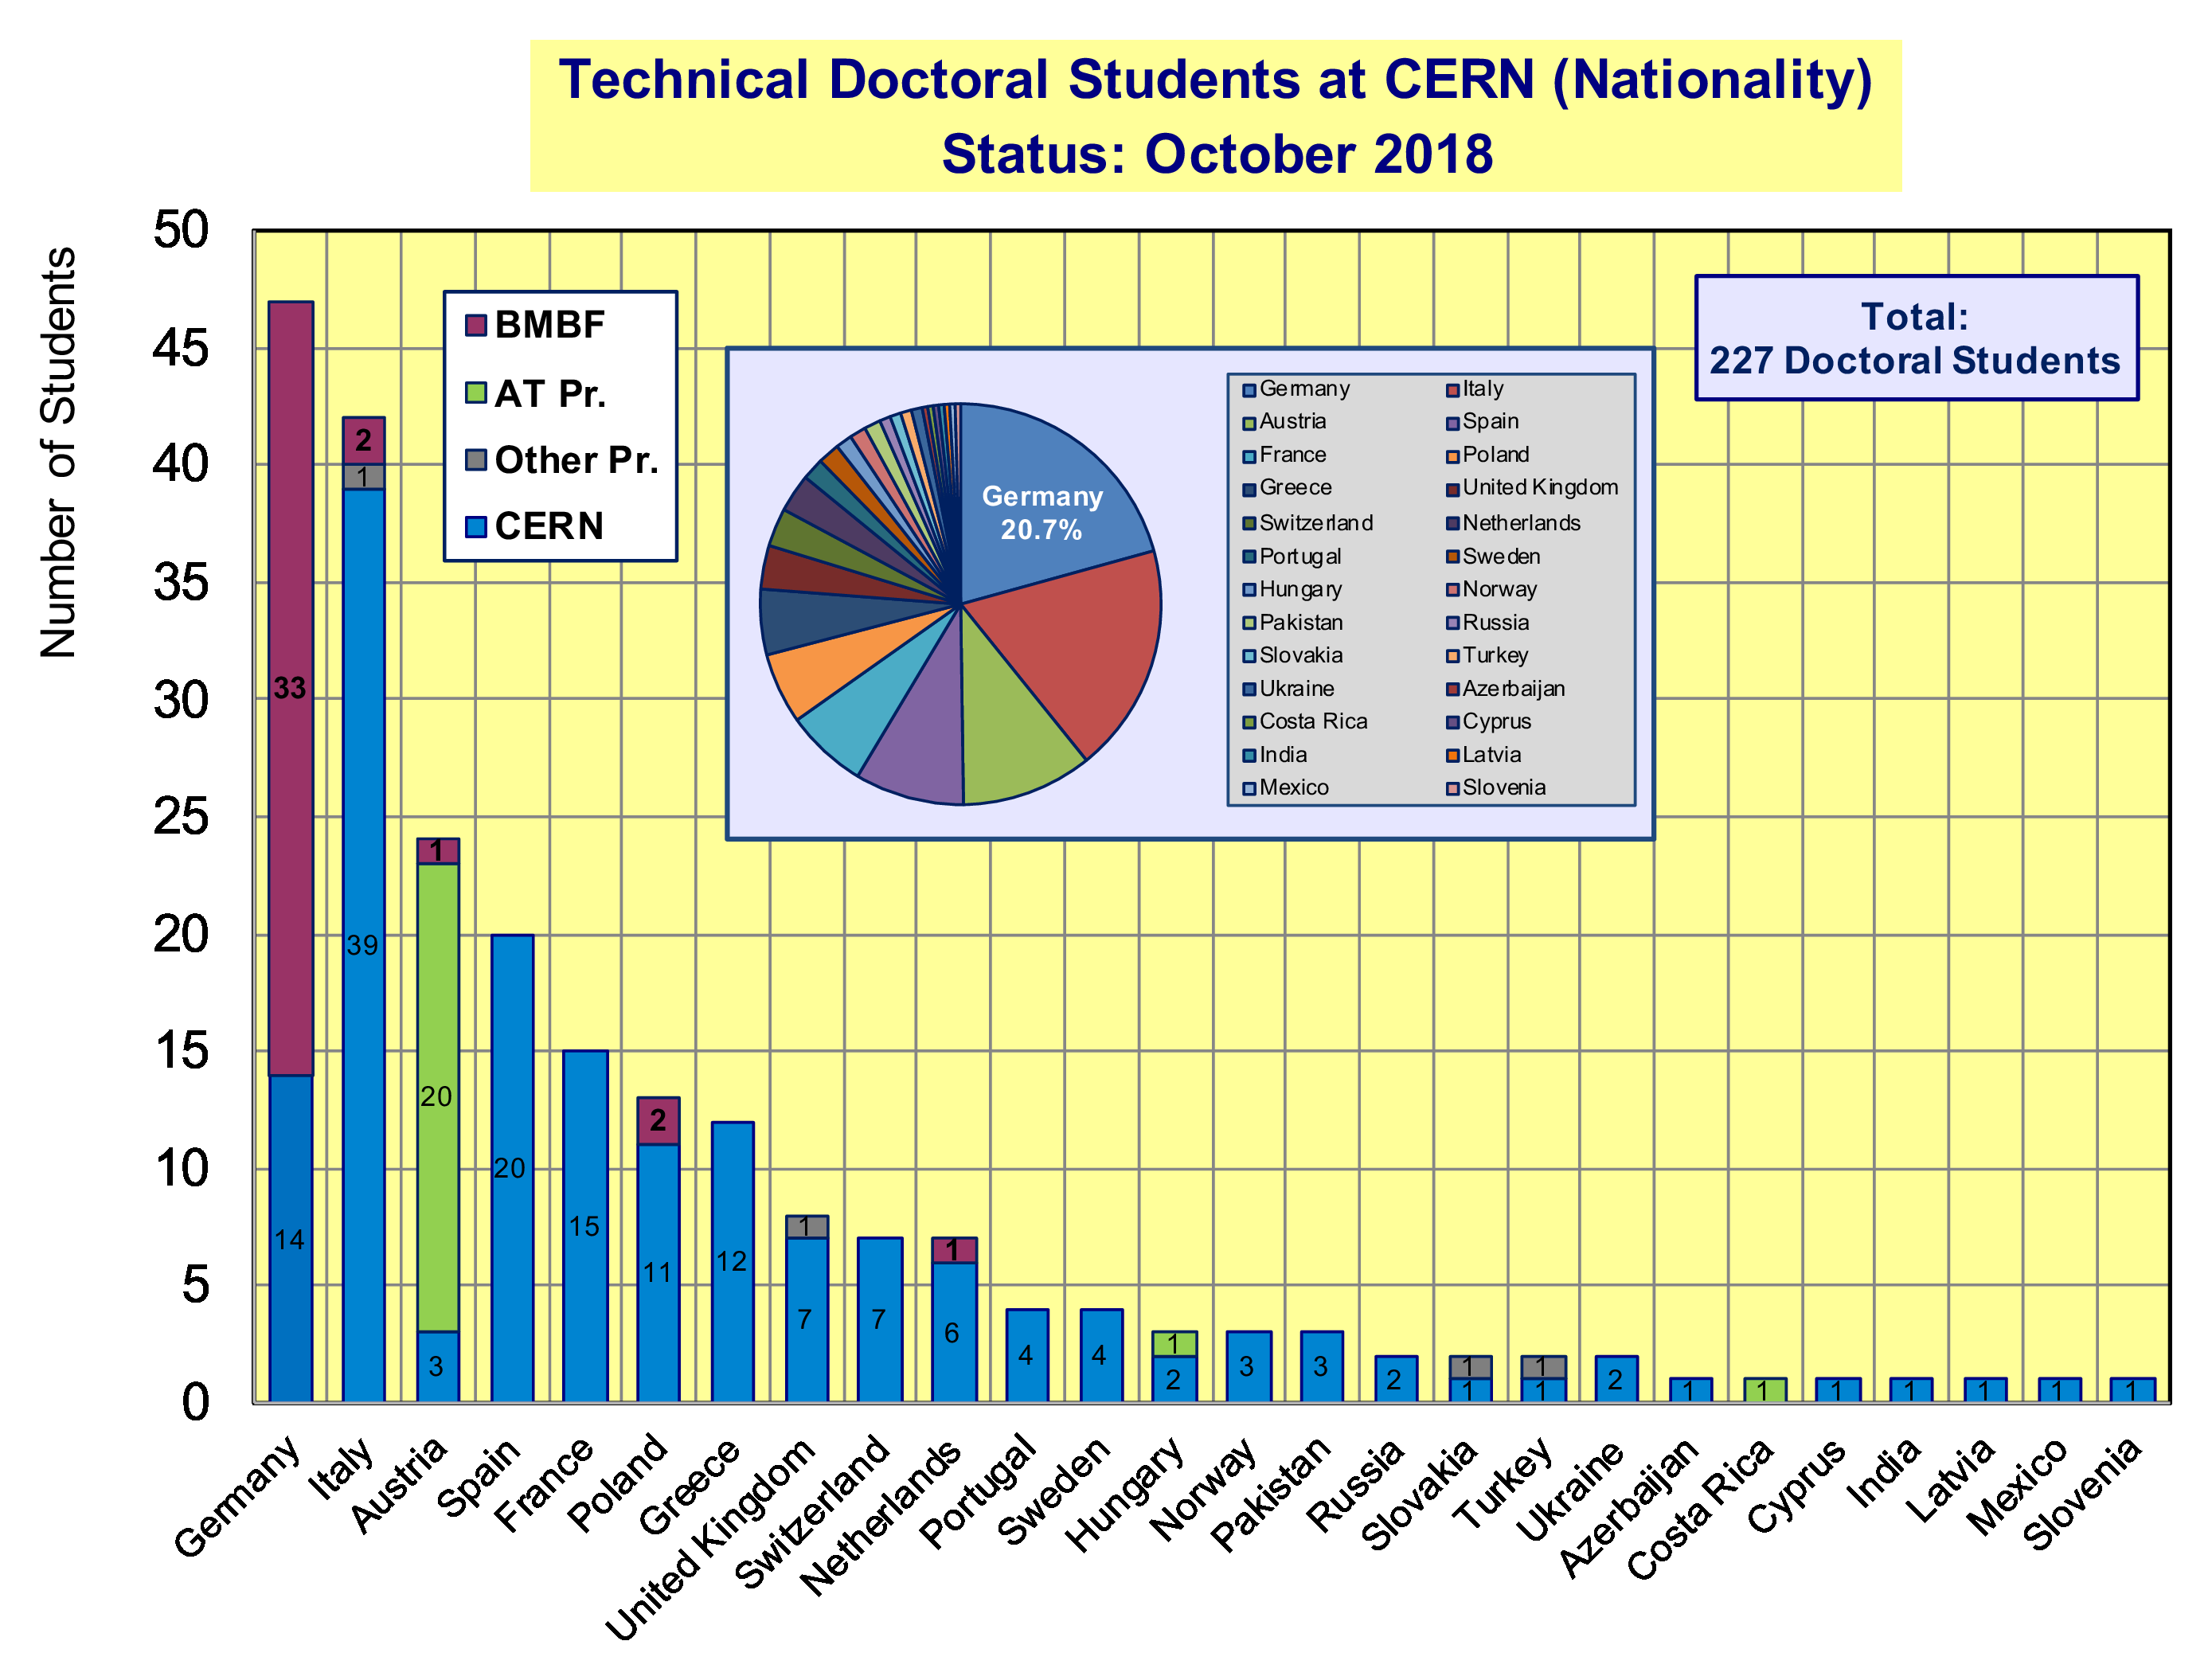 Technical Doctoral Students at CERN (Nationality)
Status: October 2018
Number of Students
50
45
40
35
30
25
20
15
10
5
0
BMBF
AT Pr.
Other Pr.
CERN
Total:
227 Doctoral Students
Germany
20.7%
Germany Italy
Austria Spain
France Poland
Greece United Kingdom
Switzerland Netherlands
Portugal Sweden
Hungary Norway
Pakistan Russia
Slovakia Turkey
Ukraine Azerbaijan
Costa Rica Cyprus
India Latvia
Mexico Slovenia
33
14
2
1
39
1
20
3
20
15
2
11
12
1
7
7
1
6
4
4
1
2
3
3
2
1
1
1
1
2
1
1
1
1
1
1
1
Germany
Italy
Austria
Spain
France
Poland
Greece
United Kingdom
Switzerland
Netherlands
Portugal
Sweden
Hungary
Norway
Pakistan
Russia
Slovakia
Turkey
Ukraine
Azerbaijan
Costa Rica
Cyprus
India
Latvia
Mexico
Slovenia